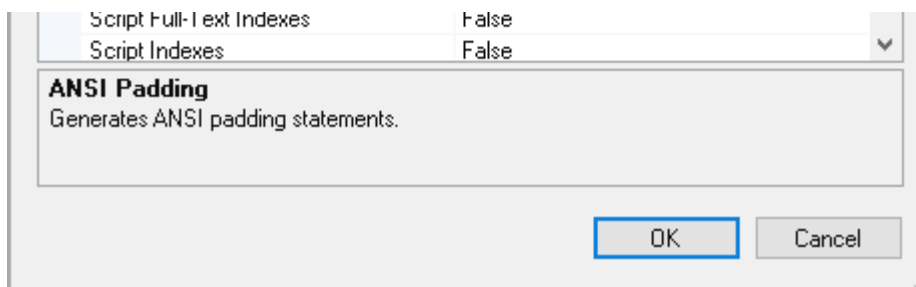 Script Full-Text Indexes False
Script Indexes False
ANSI Padding
Generates ANSI padding statements.
OK Cancel